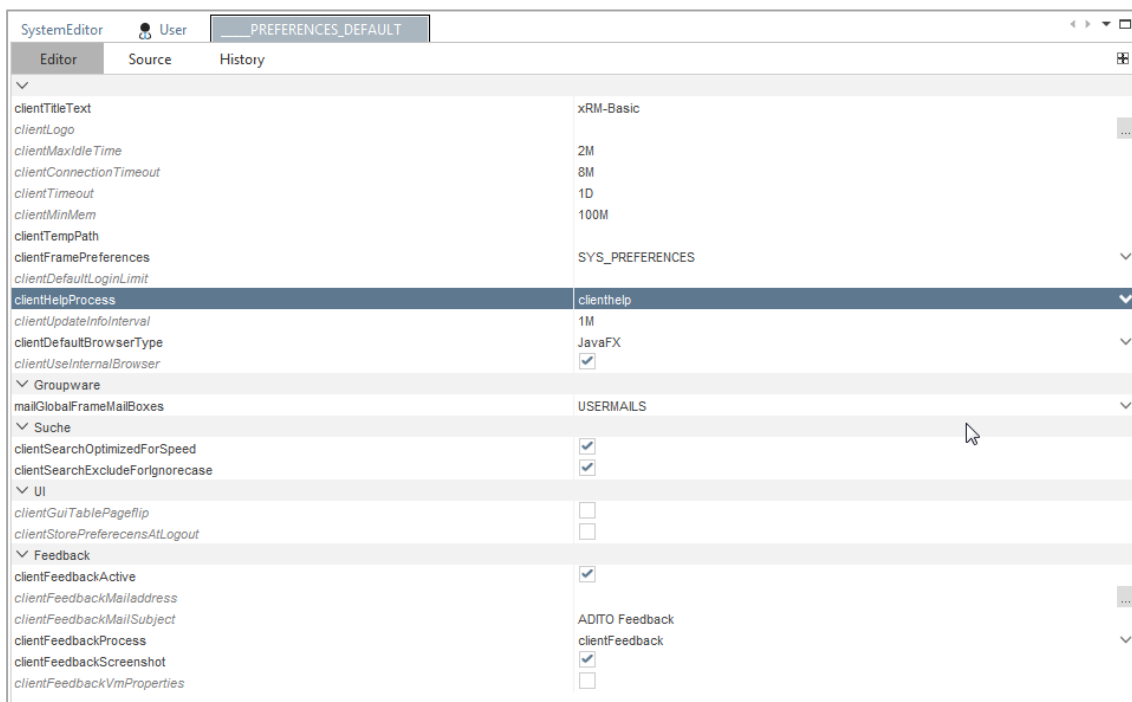 SystemEditor User ____PREFERENCES_DEFAULT
Editor Source History
clientTitleText xRM-Basic
clientLogo ...
clientMaxIdleTime 2M
clientConnectionTimeout 8M
clientTimeout 1D
clientMinMem 100M
clientTempPath
clientFramePreferences SYS_PREFERENCES
clientDefaultLoginLimit
clientHelpProcess clienthelp
clientUpdateInfoInterval 1M
clientDefaultBrowserType JavaFX
clientUseInternalBrowser
Groupware
mailGlobalFrameMailBoxes USERMAILS
Suche
clientSearchOptimizedForSpeed
clientSearchExcludeForIgnorecase
UI
clientGuiTablePageflip
clientStorePreferecensAtLogout
Feedback
clientFeedbackActive
clientFeedbackMailaddress ...
clientFeedbackMailSubject ADITO Feedback
clientFeedbackProcess clientFeedback
clientFeedbackScreenshot
clientFeedbackVmProperties